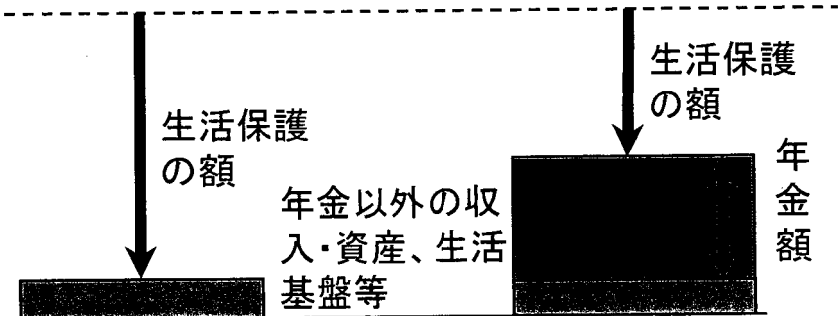 生活保護
の額
年金以外の収
入・資産、生活
基盤等
生活保護
の額
年
金
額